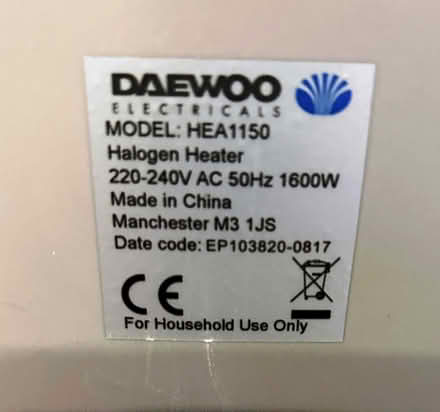 DAEWOO
ELECTRICALS
MODEL: HEA1150
Halogen Heater
220-240V AC 50Hz 1600W
Made in China
Manchester M3 1JS
Date code: EP103820-0817
CE
For Household Use Only